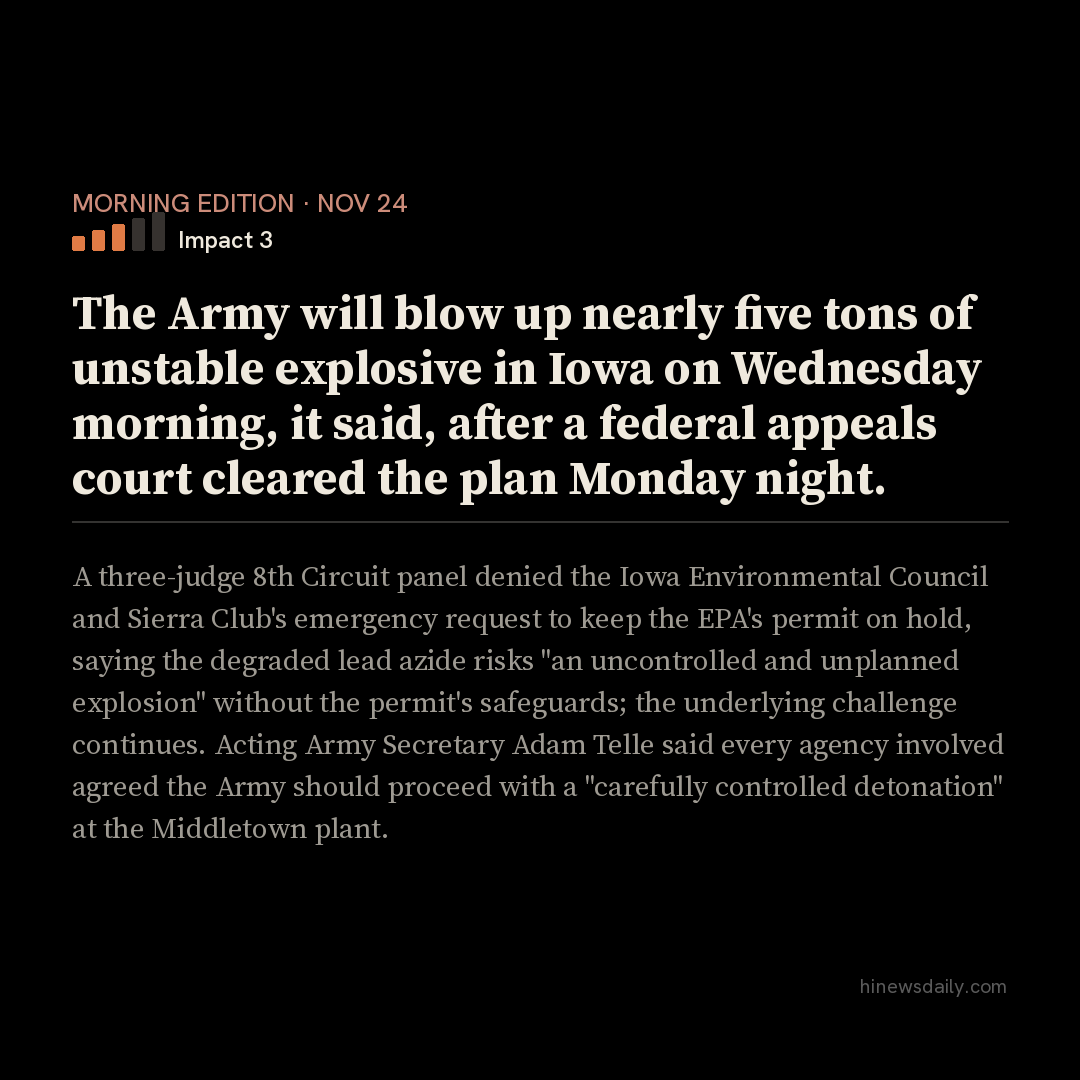 MORNING EDITION · NOV 24
Impact 3
The Army will blow up nearly five tons of
unstable explosive in Iowa on Wednesday
morning, it said, after a federal appeals
court cleared the plan Monday night.
A three-judge 8th Circuit panel denied the Iowa Environmental Council
and Sierra Club's emergency request to keep the EPA's permit on hold,
saying the degraded lead azide risks "an uncontrolled and unplanned
explosion" without the permit's safeguards; the underlying challenge
continues. Acting Army Secretary Adam Telle said every agency involved
agreed the Army should proceed with a "carefully controlled detonation"
at the Middletown plant.
hinewsdaily.com